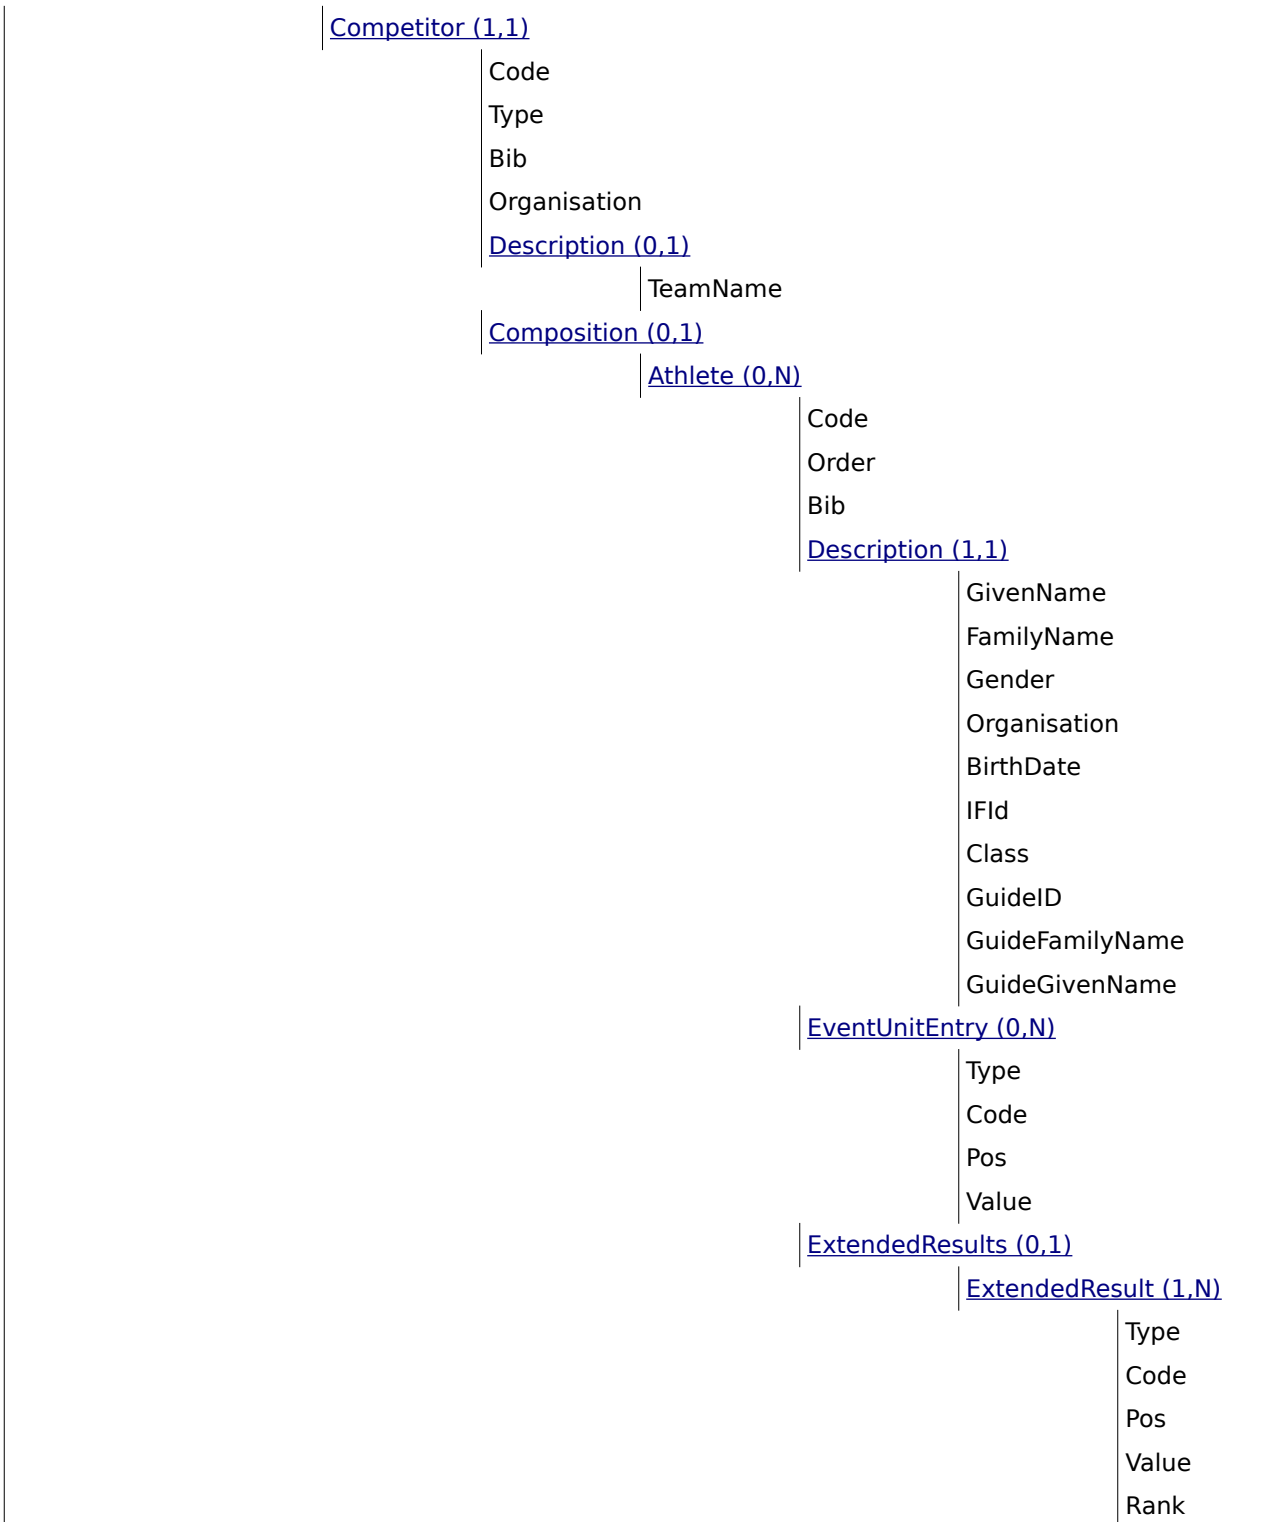 Competitor (1,1)
Code
Type
Bib
Organisation
Description (0,1)
TeamName
Composition (0,1)
Athlete (0,N)
Code
Order
Bib
Description (1,1)
GivenName
FamilyName
Gender
Organisation
BirthDate
IFId
Class
GuideID
GuideFamilyName
GuideGivenName
EventUnitEntry (0,N)
Type
Code
Pos
Value
ExtendedResults (0,1)
ExtendedResult (1,N)
Type
Code
Pos
Value
Rank